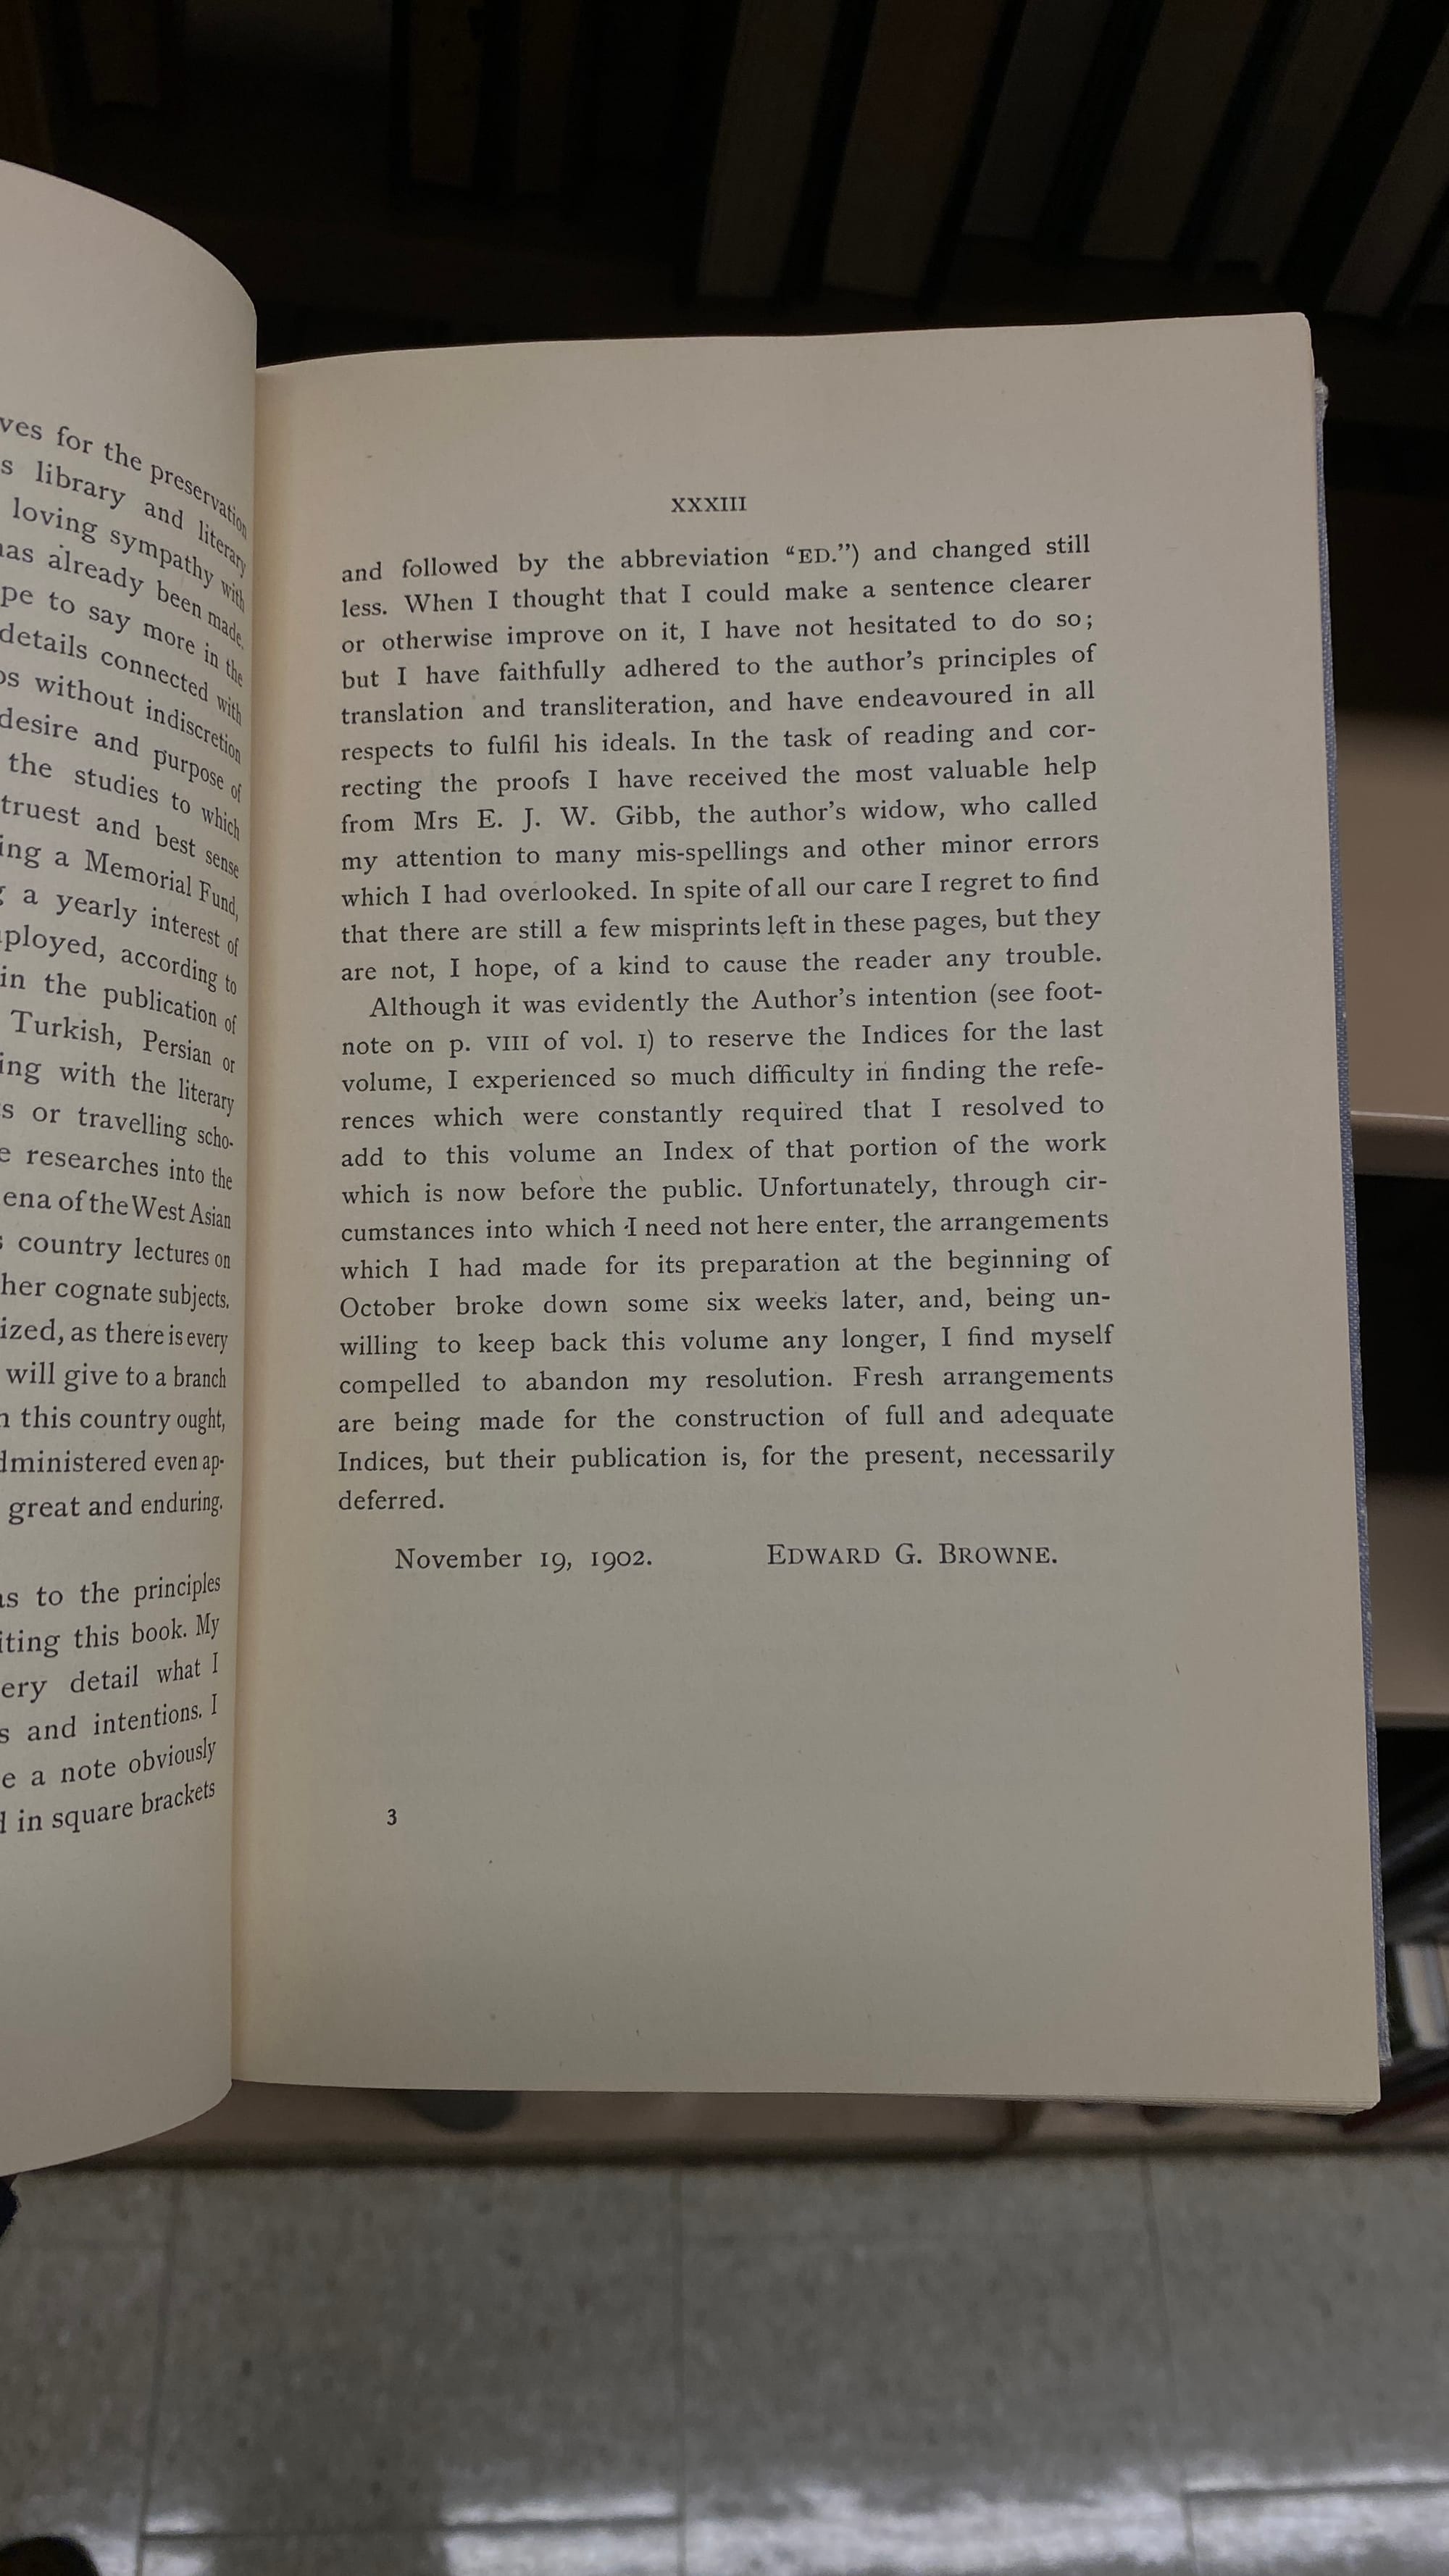 ves for the preservation
s library and literary
loving sympathy with
has already been made.
pe to say more in the
details connected with
os without indiscretion
desire and purpose of
the studies to which
truest and best sense
ing a Memorial Fund,
a yearly interest of
ployed, according to
in the publication of
Turkish, Persian or
ing with the literary
s or travelling scho-
e researches into the
ena of the West Asian
s country lectures on
her cognate subjects.
ized, as there is every
will give to a branch
n this country ought,
dministered even ap-
great and enduring.
as to the principles
iting this book. My
ery detail what I
s and intentions. I
e a note obviously
d in square brackets
XXXIII
and followed by the abbreviation “ED.”) and changed still
less. When I thought that I could make a sentence clearer
or otherwise improve on it, I have not hesitated to do so;
but I have faithfully adhered to the author’s principles of
translation and transliteration, and have endeavoured in all
respects to fulfil his ideals. In the task of reading and cor-
recting the proofs I have received the most valuable help
from Mrs E. J. W. Gibb, the author’s widow, who called
my attention to many mis-spellings and other minor errors
which I had overlooked. In spite of all our care I regret to find
that there are still a few misprints left in these pages, but they
are not, I hope, of a kind to cause the reader any trouble.
Although it was evidently the Author’s intention (see foot-
note on p. VIII of vol. I) to reserve the Indices for the last
volume, I experienced so much difficulty in finding the refe-
rences which were constantly required that I resolved to
add to this volume an Index of that portion of the work
which is now before the public. Unfortunately, through cir-
cumstances into which I need not here enter, the arrangements
which I had made for its preparation at the beginning of
October broke down some six weeks later, and, being un-
willing to keep back this volume any longer, I find myself
compelled to abandon my resolution. Fresh arrangements
are being made for the construction of full and adequate
Indices, but their publication is, for the present, necessarily
deferred.
November 19, 1902. EDWARD G. BROWNE.
3